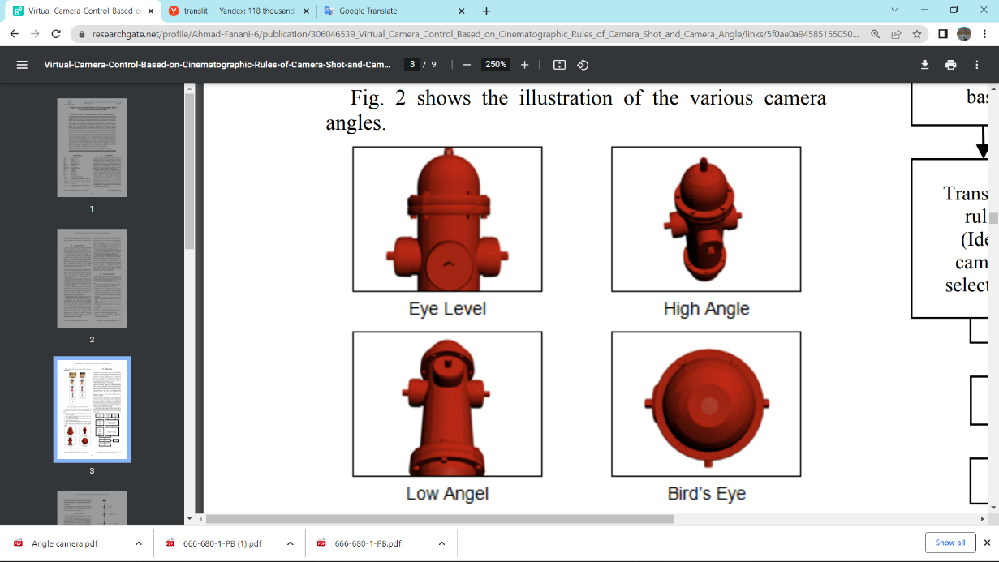 Virtual-Camera-Control-Based-o
translit — Yandex: 118 thousand
Google Translate
researchgate.net/profile/Ahmad-Fanani-6/publication/306046539_Virtual_Camera_Control_Based_on_Cinematographic_Rules_of_Camera_Shot_and_Camera_Angle/links/5f0ae0a94585155050...
Virtual-Camera-Control-Based-on-Cinematographic-Rules-of-Camera-Shot-and-Cam...
3 / 9
250%
1
2
3
Fig. 2 shows the illustration of the various camera
angles.
Eye Level
High Angle
Low Angel
Bird's Eye
bas
Trans
rul
(Ide
cam
select
Angle camera.pdf
666-680-1-PB (1).pdf
666-680-1-PB.pdf
Show all